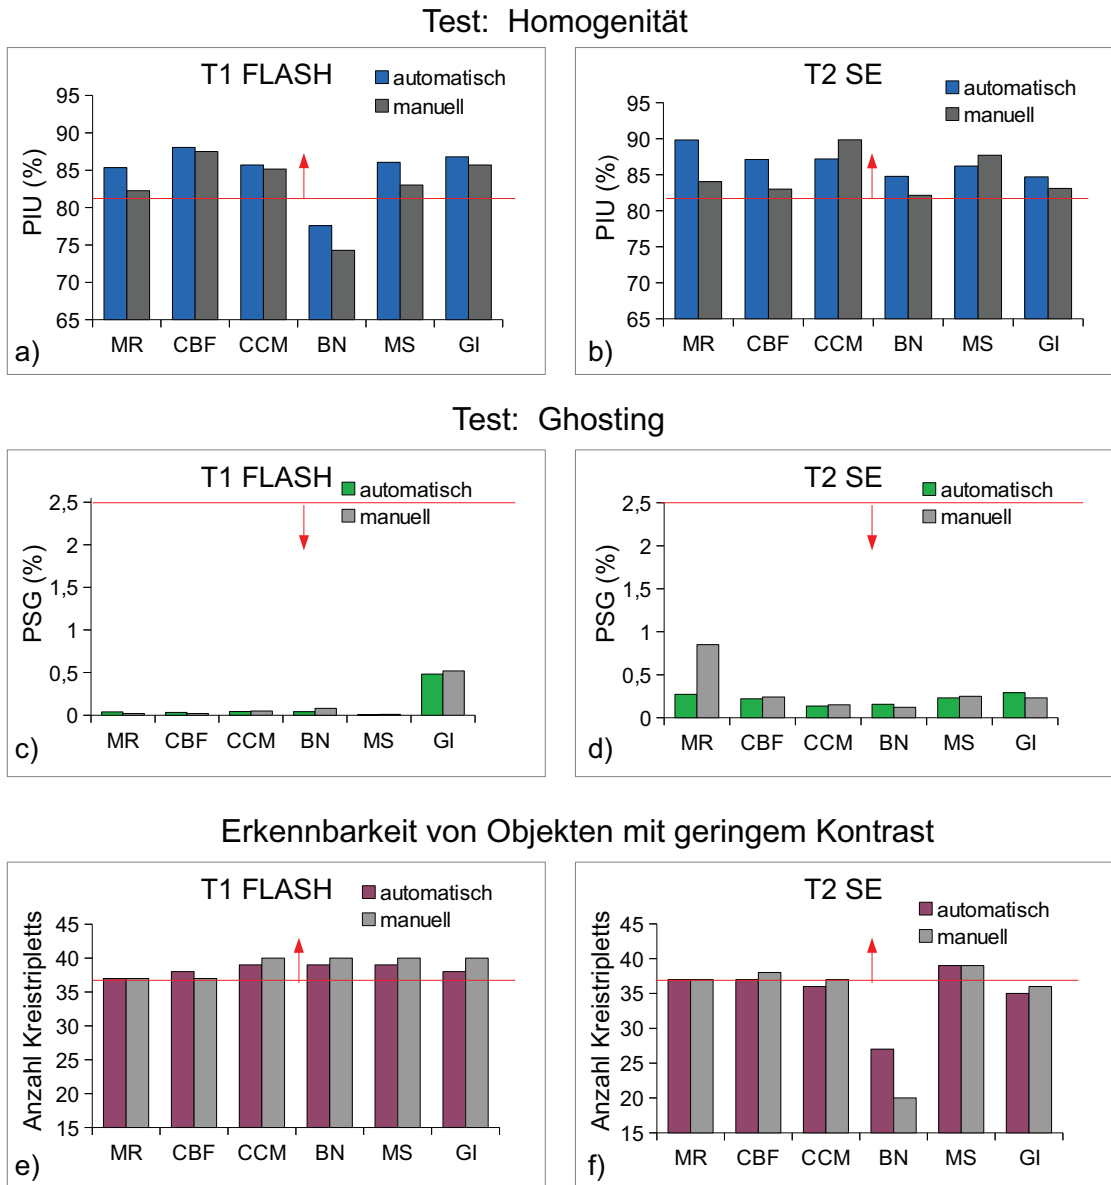 Test: Homogenität
T1 FLASH
automatisch
manuell
PIU (%)
95
90
85
80
75
70
65
MR CBF CCM BN MS GI
a)
T2 SE
automatisch
manuell
PIU (%)
95
90
85
80
75
70
65
MR CBF CCM BN MS GI
b)
Test: Ghosting
T1 FLASH
automatisch
manuell
PSG (%)
2,5
2
1,5
1
0,5
0
MR CBF CCM BN MS GI
c)
T2 SE
automatisch
manuell
PSG (%)
2,5
2
1,5
1
0,5
0
MR CBF CCM BN MS GI
d)
Erkennbarkeit von Objekten mit geringem Kontrast
T1 FLASH
automatisch
manuell
Anzahl Kreistripletts
45
40
35
30
25
20
15
MR CBF CCM BN MS GI
e)
T2 SE
automatisch
manuell
Anzahl Kreistripletts
45
40
35
30
25
20
15
MR CBF CCM BN MS GI
f)